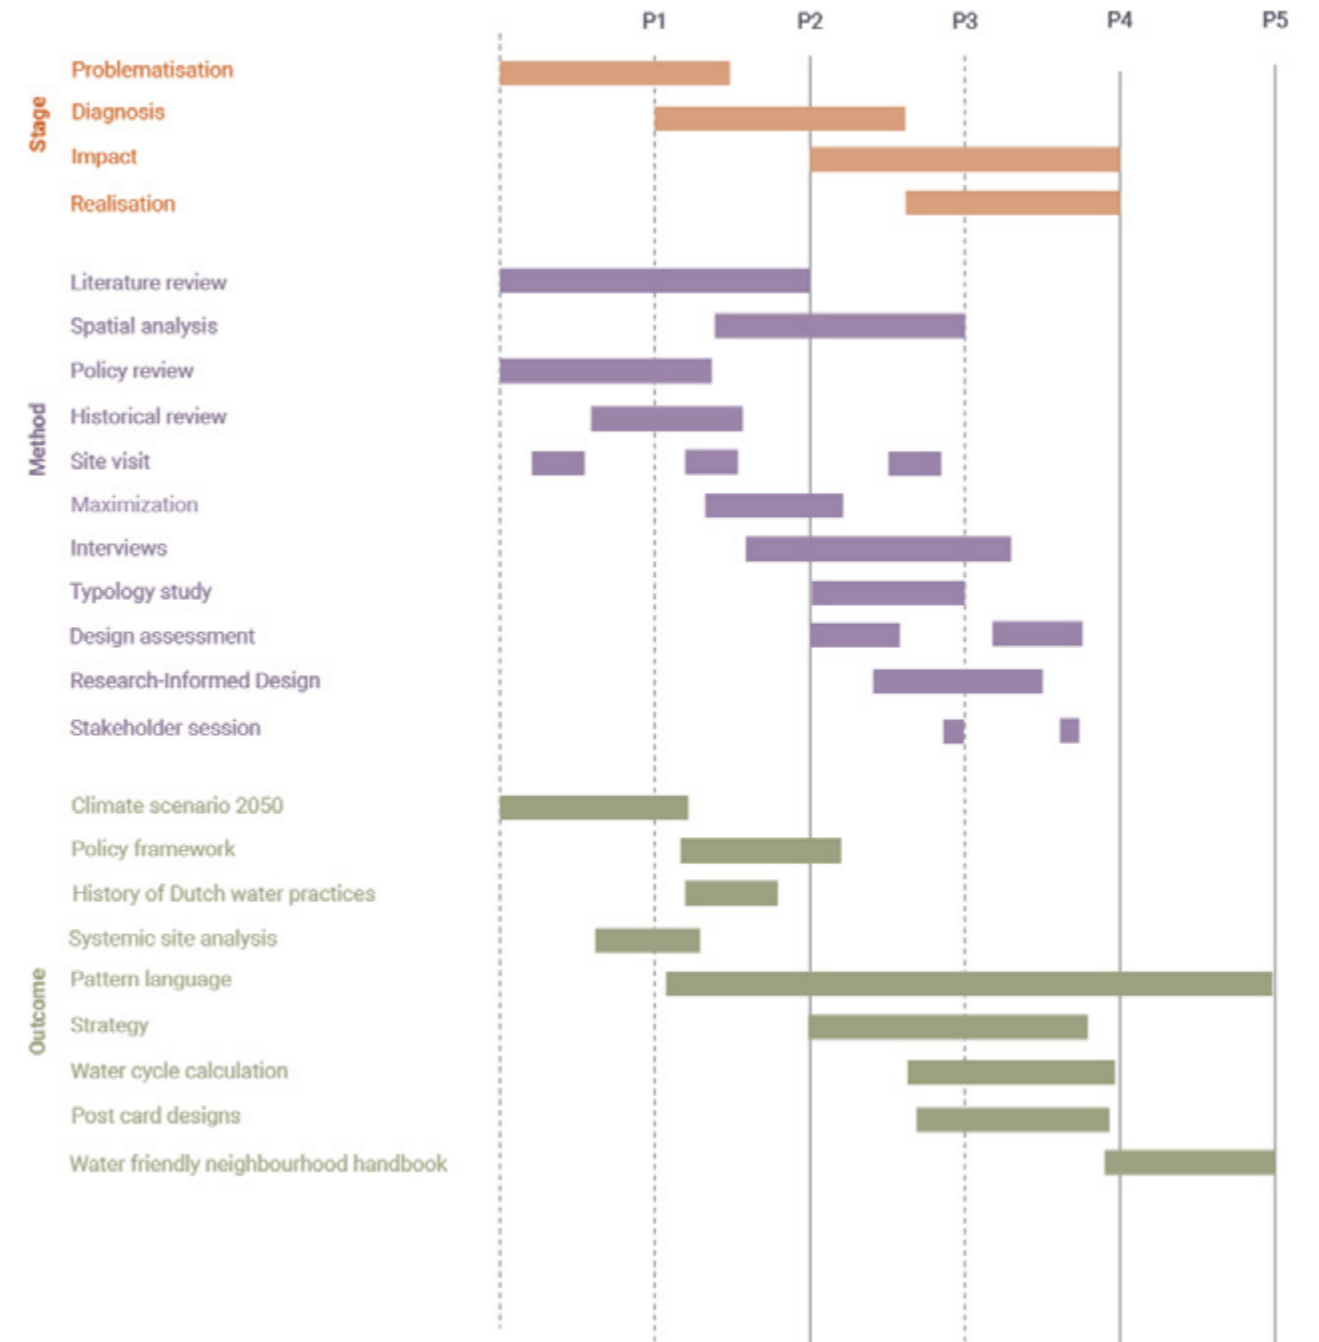 P1 P2 P3 P4 P5
Stage
Problematisation
Diagnosis
Impact
Realisation
Method
Literature review
Spatial analysis
Policy review
Historical review
Site visit
Maximization
Interviews
Typology study
Design assessment
Research-Informed Design
Stakeholder session
Outcome
Climate scenario 2050
Policy framework
History of Dutch water practices
Systemic site analysis
Pattern language
Strategy
Water cycle calculation
Post card designs
Water friendly neighbourhood handbook